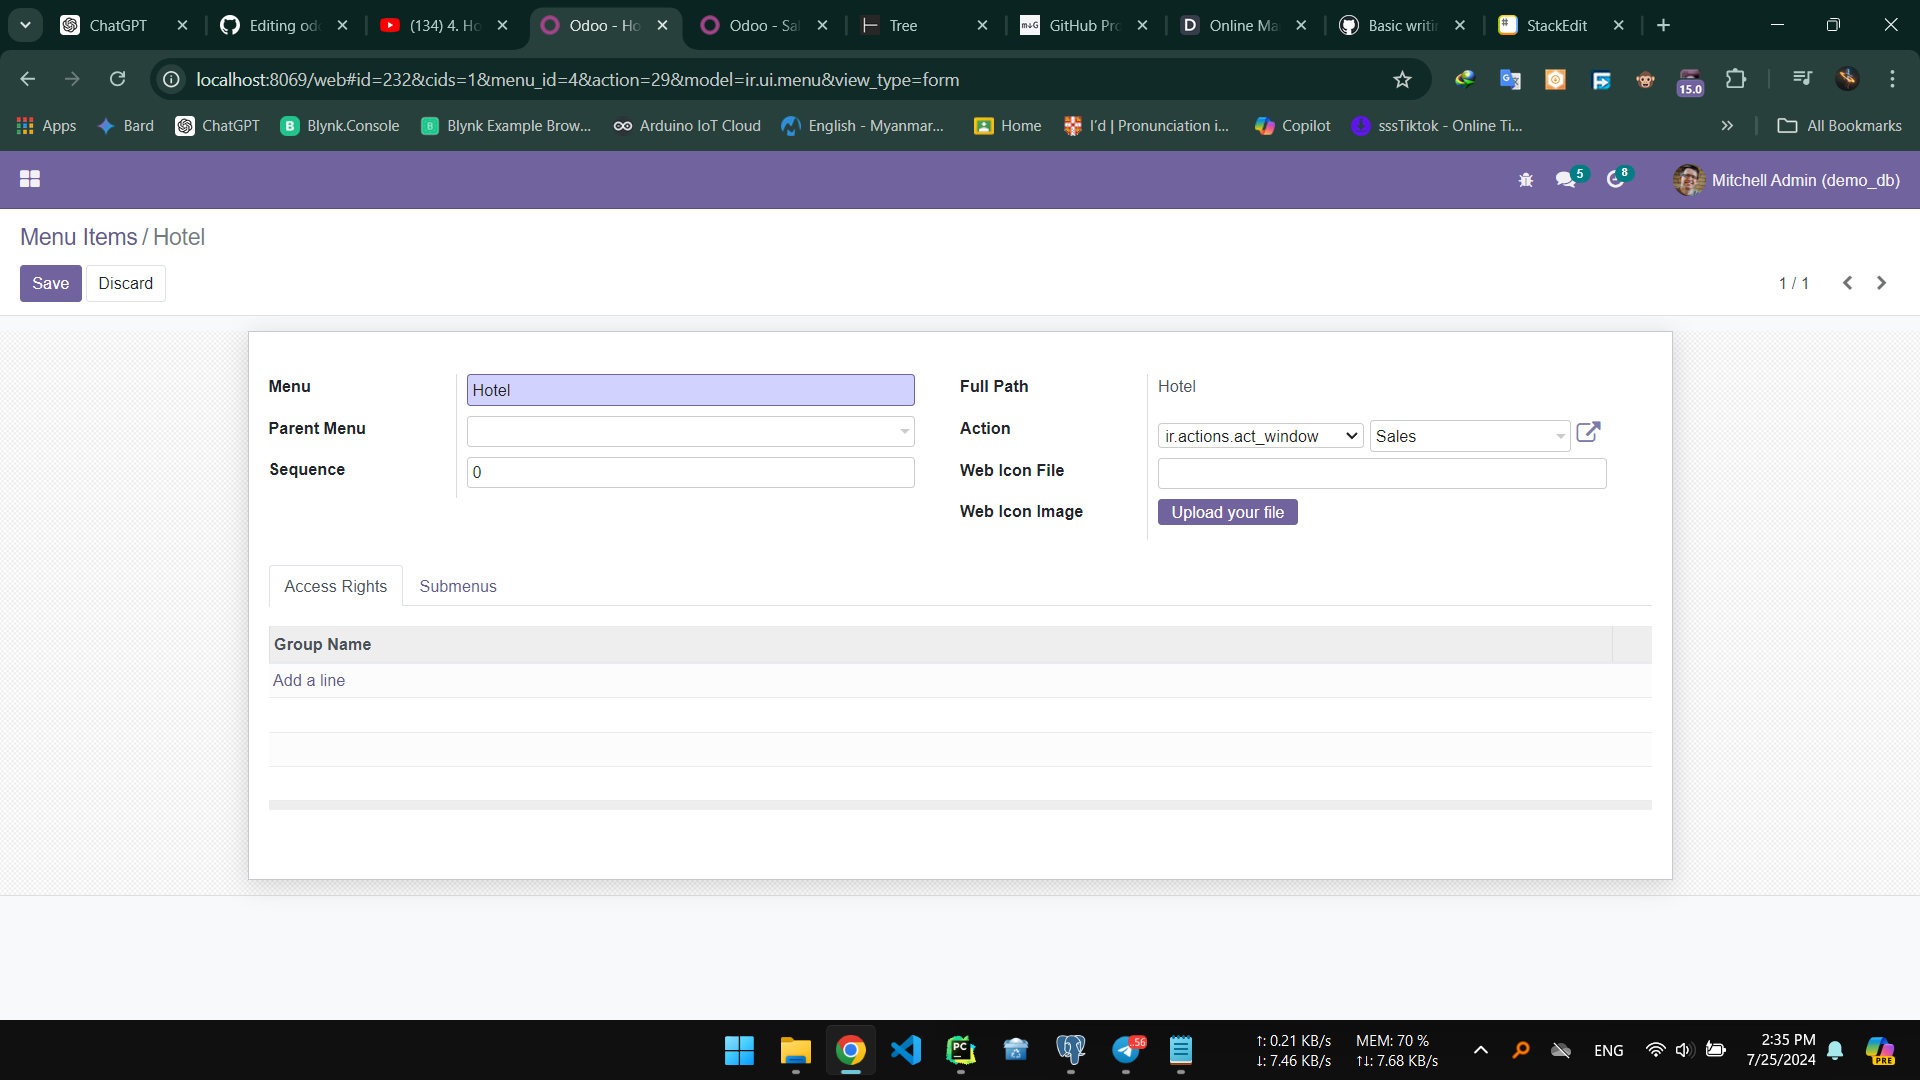 ChatGPT
Editing od
(134) 4. Ho
Odoo - Ho
Odoo - Sal
Tree
GitHub Pro
Online Ma
Basic writi
StackEdit
localhost:8069/web#id=232&cids=1&menu_id=4&action=29&model=ir.ui.menu&view_type=form
15.0
Apps
Bard
ChatGPT
Blynk.Console
Blynk Example Brow...
Arduino IoT Cloud
English - Myanmar...
Home
I'd | Pronunciation i...
Copilot
sssTiktok - Online Ti...
All Bookmarks
5
8
Mitchell Admin (demo_db)
Menu Items / Hotel
Save
Discard
1 / 1
Menu
Hotel
Full Path
Hotel
Parent Menu
Action
ir.actions.act_window
Sales
Sequence
0
Web Icon File
Web Icon Image
Upload your file
Access Rights
Submenus
Group Name
Add a line
PC
56
↑: 0.21 KB/s
↓: 7.46 KB/s
MEM: 70 %
↑↓: 7.68 KB/s
ENG
2:35 PM
7/25/2024
PRE